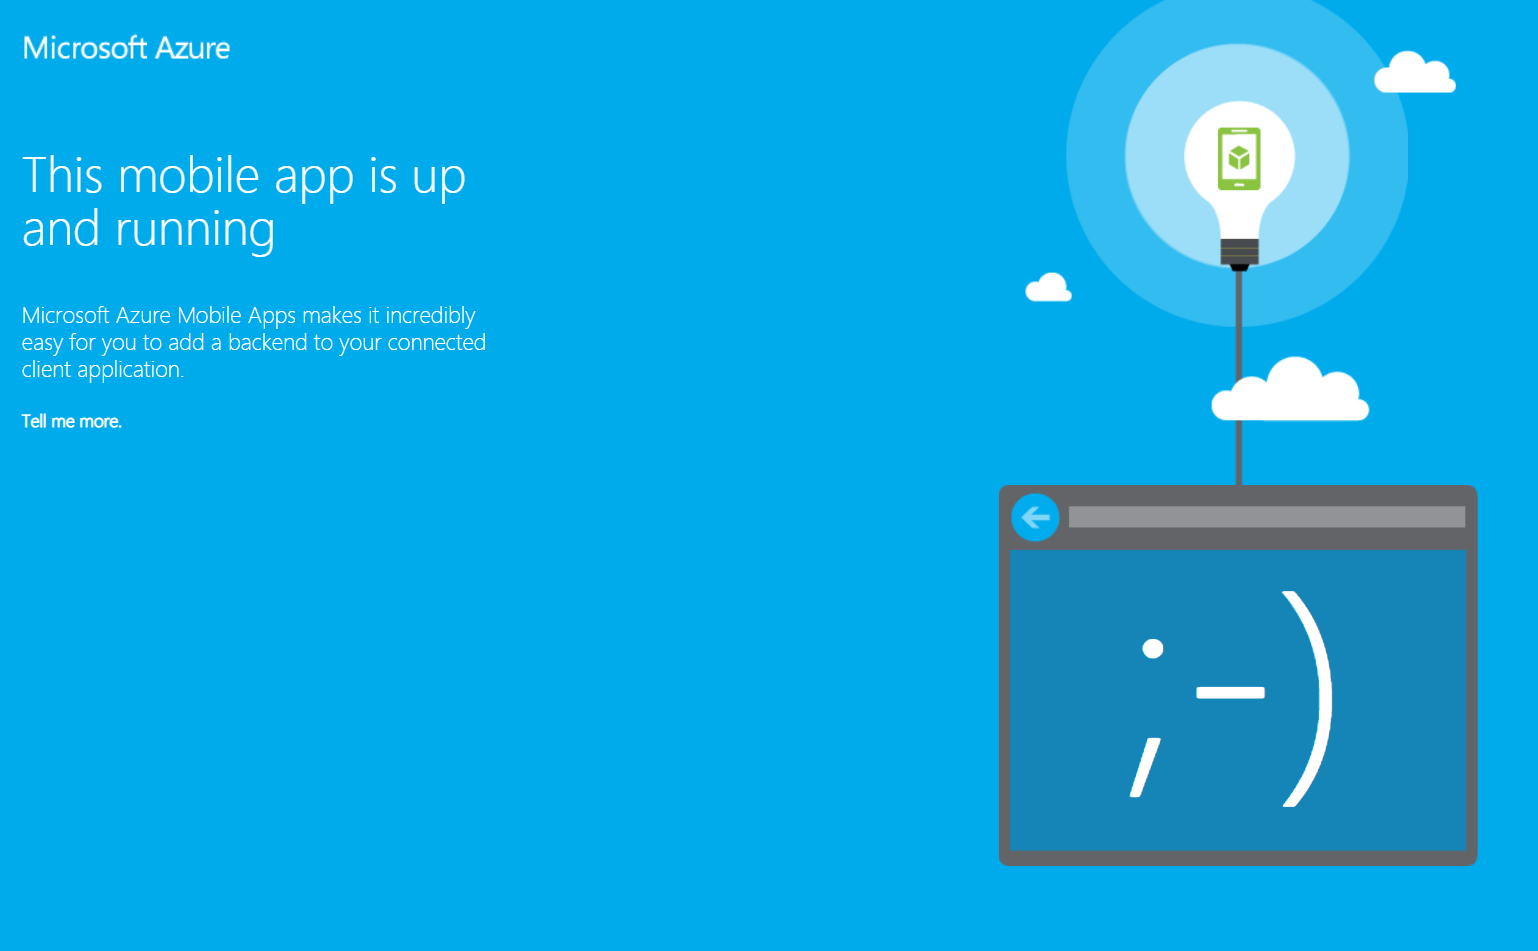 Microsoft Azure
This mobile app is up
and running
Microsoft Azure Mobile Apps makes it incredibly
easy for you to add a backend to your connected
client application.
Tell me more.
;-)